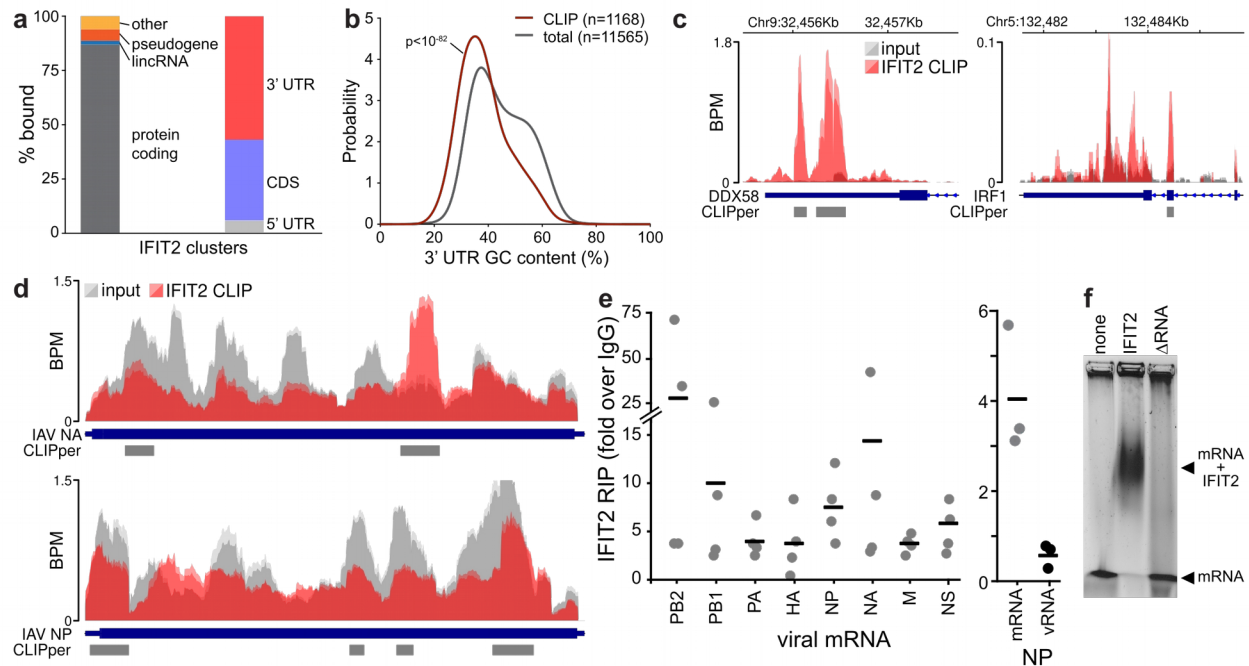 a
100
75
50
25
0
% bound
other
pseudogene
lincRNA
protein
coding
3' UTR
CDS
5' UTR
IFIT2 clusters
b
CLIP (n=1168)
total (n=11565)
p<10-82
5
4
3
2
1
0
Probability
0 20 40 60 80 100
3' UTR GC content (%)
c
Chr9:32,456Kb 32,457Kb
1.8
input
IFIT2 CLIP
BPM
0
DDX58
CLIPper
Chr5:132,482 132,484Kb
0.1
0
IRF1
CLIPper
d
input IFIT2 CLIP
1.5
BPM
0
IAV NA
CLIPper
1.5
BPM
0
IAV NP
CLIPper
e
IFIT2 RIP (fold over IgG)
75
50
25
15
10
5
0
PB2 PB1 PA HA NP NA M NS
viral mRNA
6
4
2
0
mRNA vRNA
NP
f
none IFIT2 ΔRNA
mRNA
+
IFIT2
mRNA